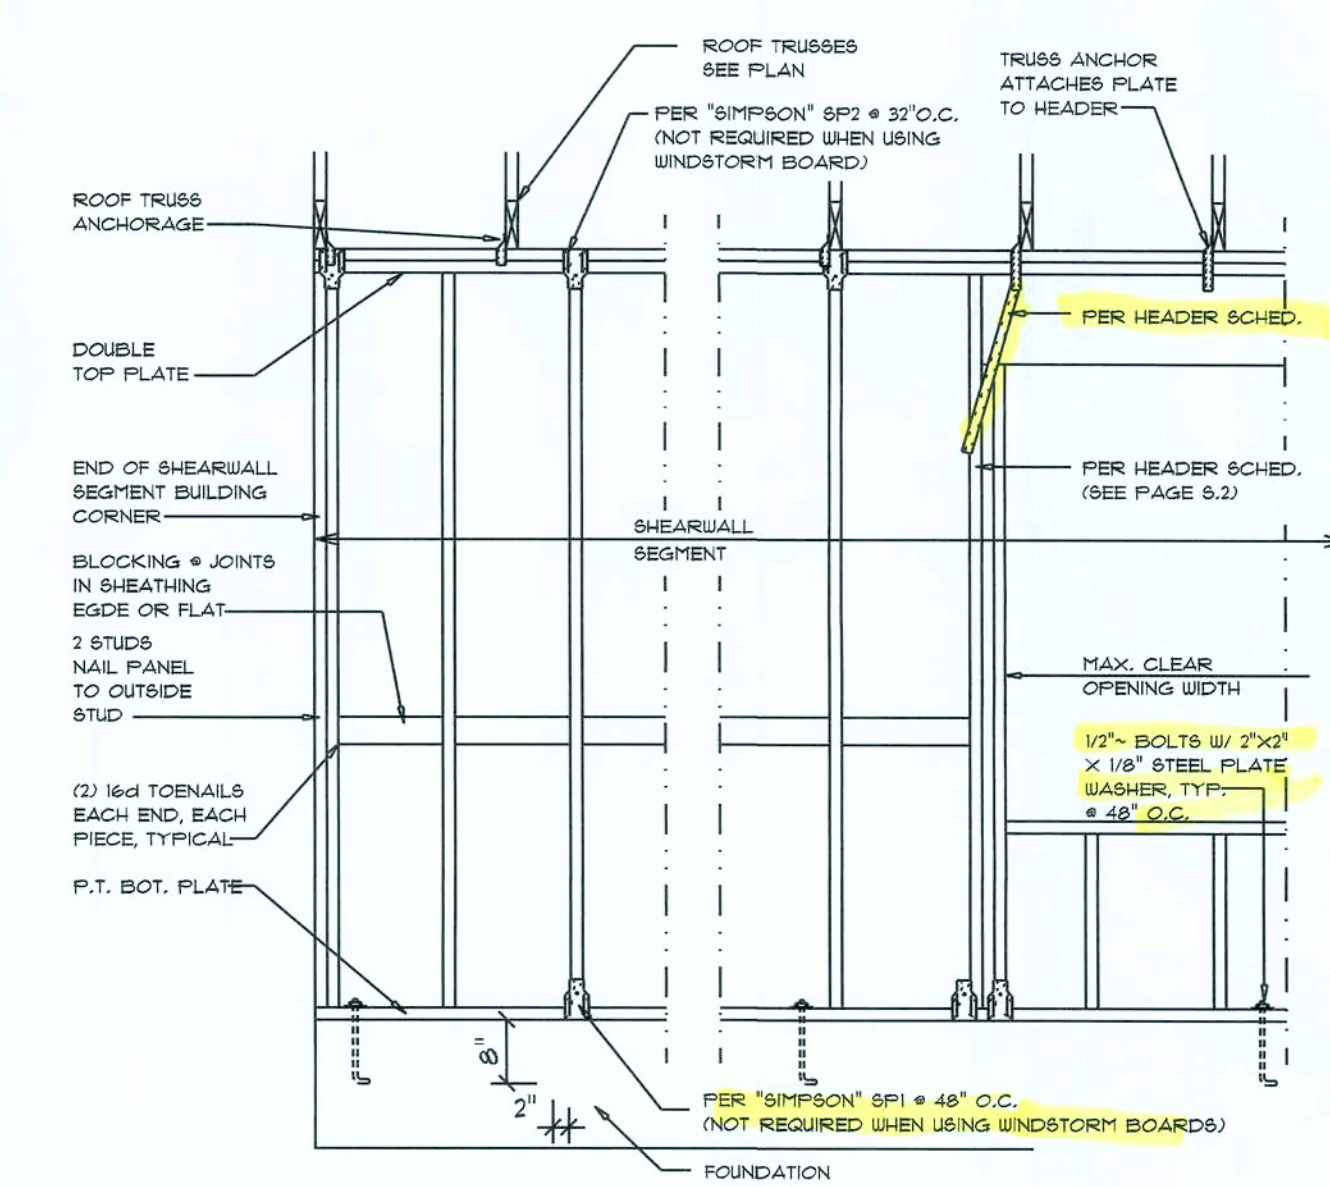 ROOF TRUSSES
SEE PLAN
TRUSS ANCHOR
ATTACHES PLATE
TO HEADER
PER "SIMPSON" SP2 @ 32"O.C.
(NOT REQUIRED WHEN USING
WINDSTORM BOARD)
ROOF TRUSS
ANCHORAGE
PER HEADER SCHED.
DOUBLE
TOP PLATE
END OF SHEARWALL
SEGMENT BUILDING
CORNER
PER HEADER SCHED.
(SEE PAGE S.2)
SHEARWALL
SEGMENT
BLOCKING @ JOINTS
IN SHEATHING
EGDE OR FLAT
2 STUDS
NAIL PANEL
TO OUTSIDE
STUD
MAX. CLEAR
OPENING WIDTH
1/2"~ BOLTS W/ 2"X2"
X 1/8" STEEL PLATE
WASHER, TYP.
@ 48" O.C.
(2) 16d TOENAILS
EACH END, EACH
PIECE, TYPICAL
P.T. BOT. PLATE
8"
2"
PER "SIMPSON" SP1 @ 48" O.C.
(NOT REQUIRED WHEN USING WINDSTORM BOARDS)
FOUNDATION